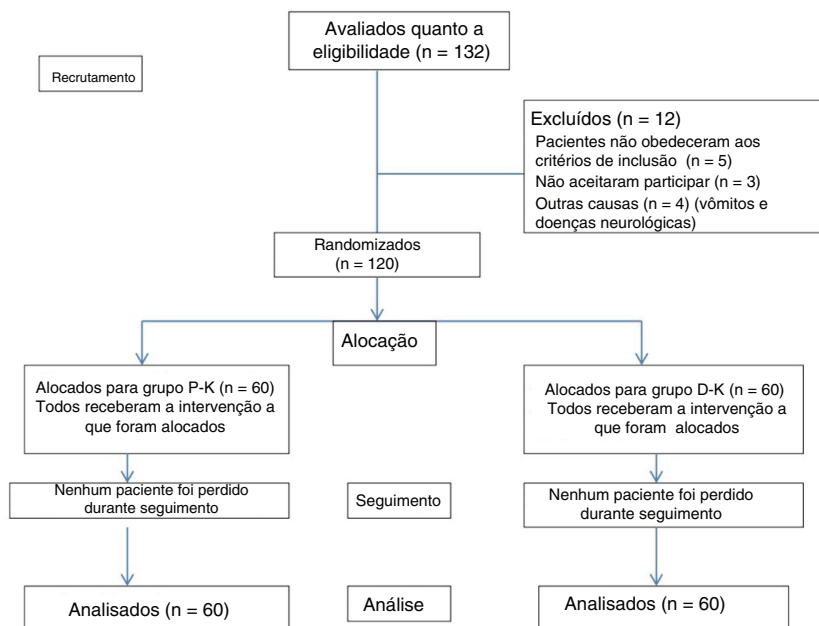 Avaliados quanto a
eligibilidade (n = 132)
Recrutamento
Excluídos (n = 12)
Pacientes não obedeceram aos
critérios de inclusão (n = 5)
Não aceitaram participar (n = 3)
Outras causas (n = 4) (vômitos e
doenças neurológicas)
Randomizados
(n = 120)
Alocação
Alocados para grupo P-K (n = 60)
Todos receberam a intervenção a
que foram alocados
Alocados para grupo D-K (n = 60)
Todos receberam a intervenção a
que foram alocados
Nenhum paciente foi perdido
durante seguimento
Seguimento
Nenhum paciente foi perdido
durante seguimento
Analisados (n = 60)
Análise
Analisados (n = 60)